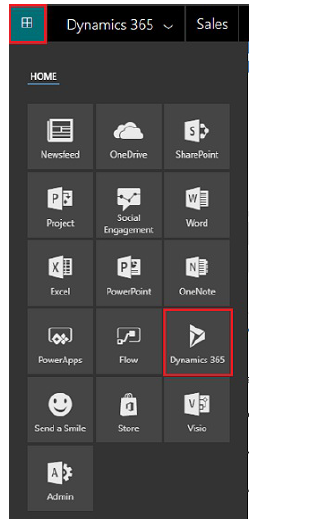 Dynamics 365 Sales
HOME
Newsfeed OneDrive SharePoint
Project Social Engagement Word
Excel PowerPoint OneNote
PowerApps Flow Dynamics 365
Send a Smile Store Visio
Admin